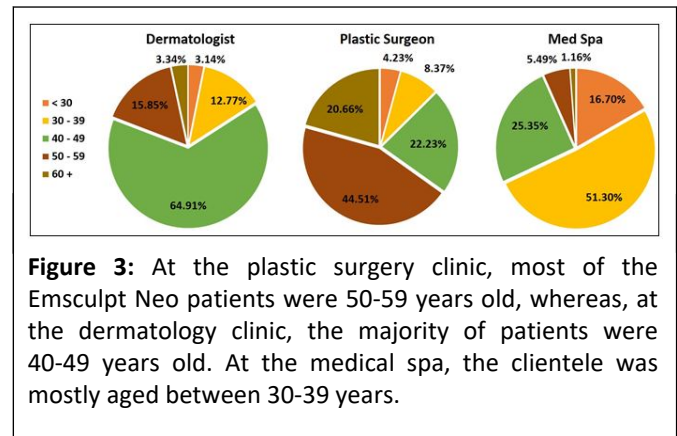 Dermatologist
3.34%
3.14%
15.85%
12.77%
64.91%
Plastic Surgeon
4.23%
8.37%
20.66%
22.23%
44.51%
Med Spa
5.49%
1.16%
16.70%
25.35%
51.30%
< 30
30 - 39
40 - 49
50 - 59
60 +
Figure 3: At the plastic surgery clinic, most of the
Emsculpt Neo patients were 50-59 years old, whereas, at
the dermatology clinic, the majority of patients were
40-49 years old. At the medical spa, the clientele was
mostly aged between 30-39 years.